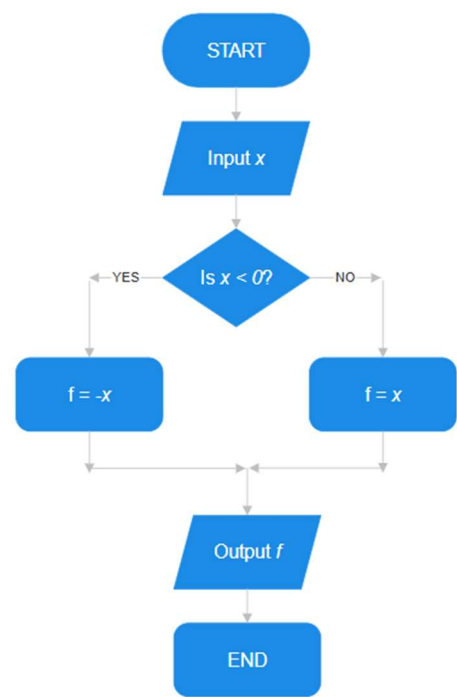 START
Input x
Is x < 0?
YES
NO
f = -x
f = x
Output f
END